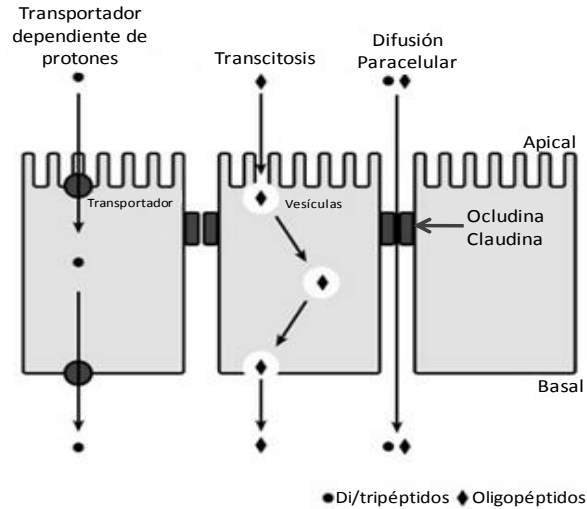 Transportador
dependiente de
protones
Transcitosis
Difusión
Paracelular
Apical
Transportador
Vesículas
Ocludina
Claudina
Basal
Di/tripéptidos Oligopéptidos